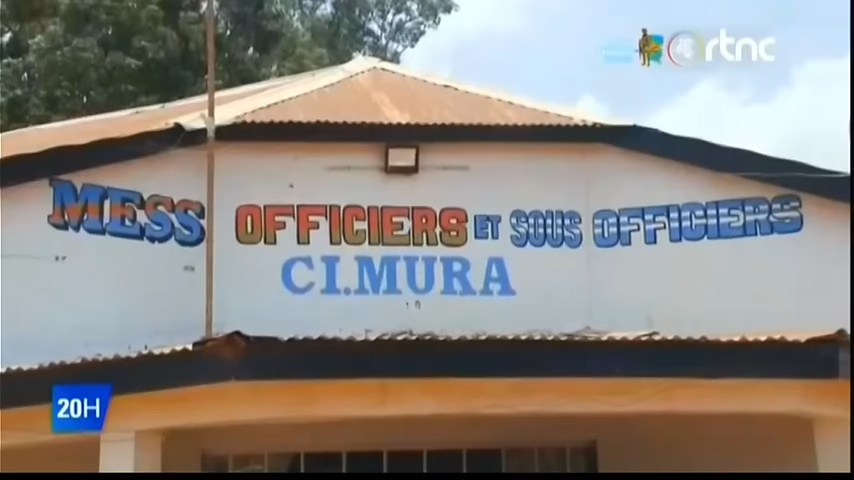 rtnc
MESS OFFICIERS ET SOUS OFFICIERS
CI.MURA
20H